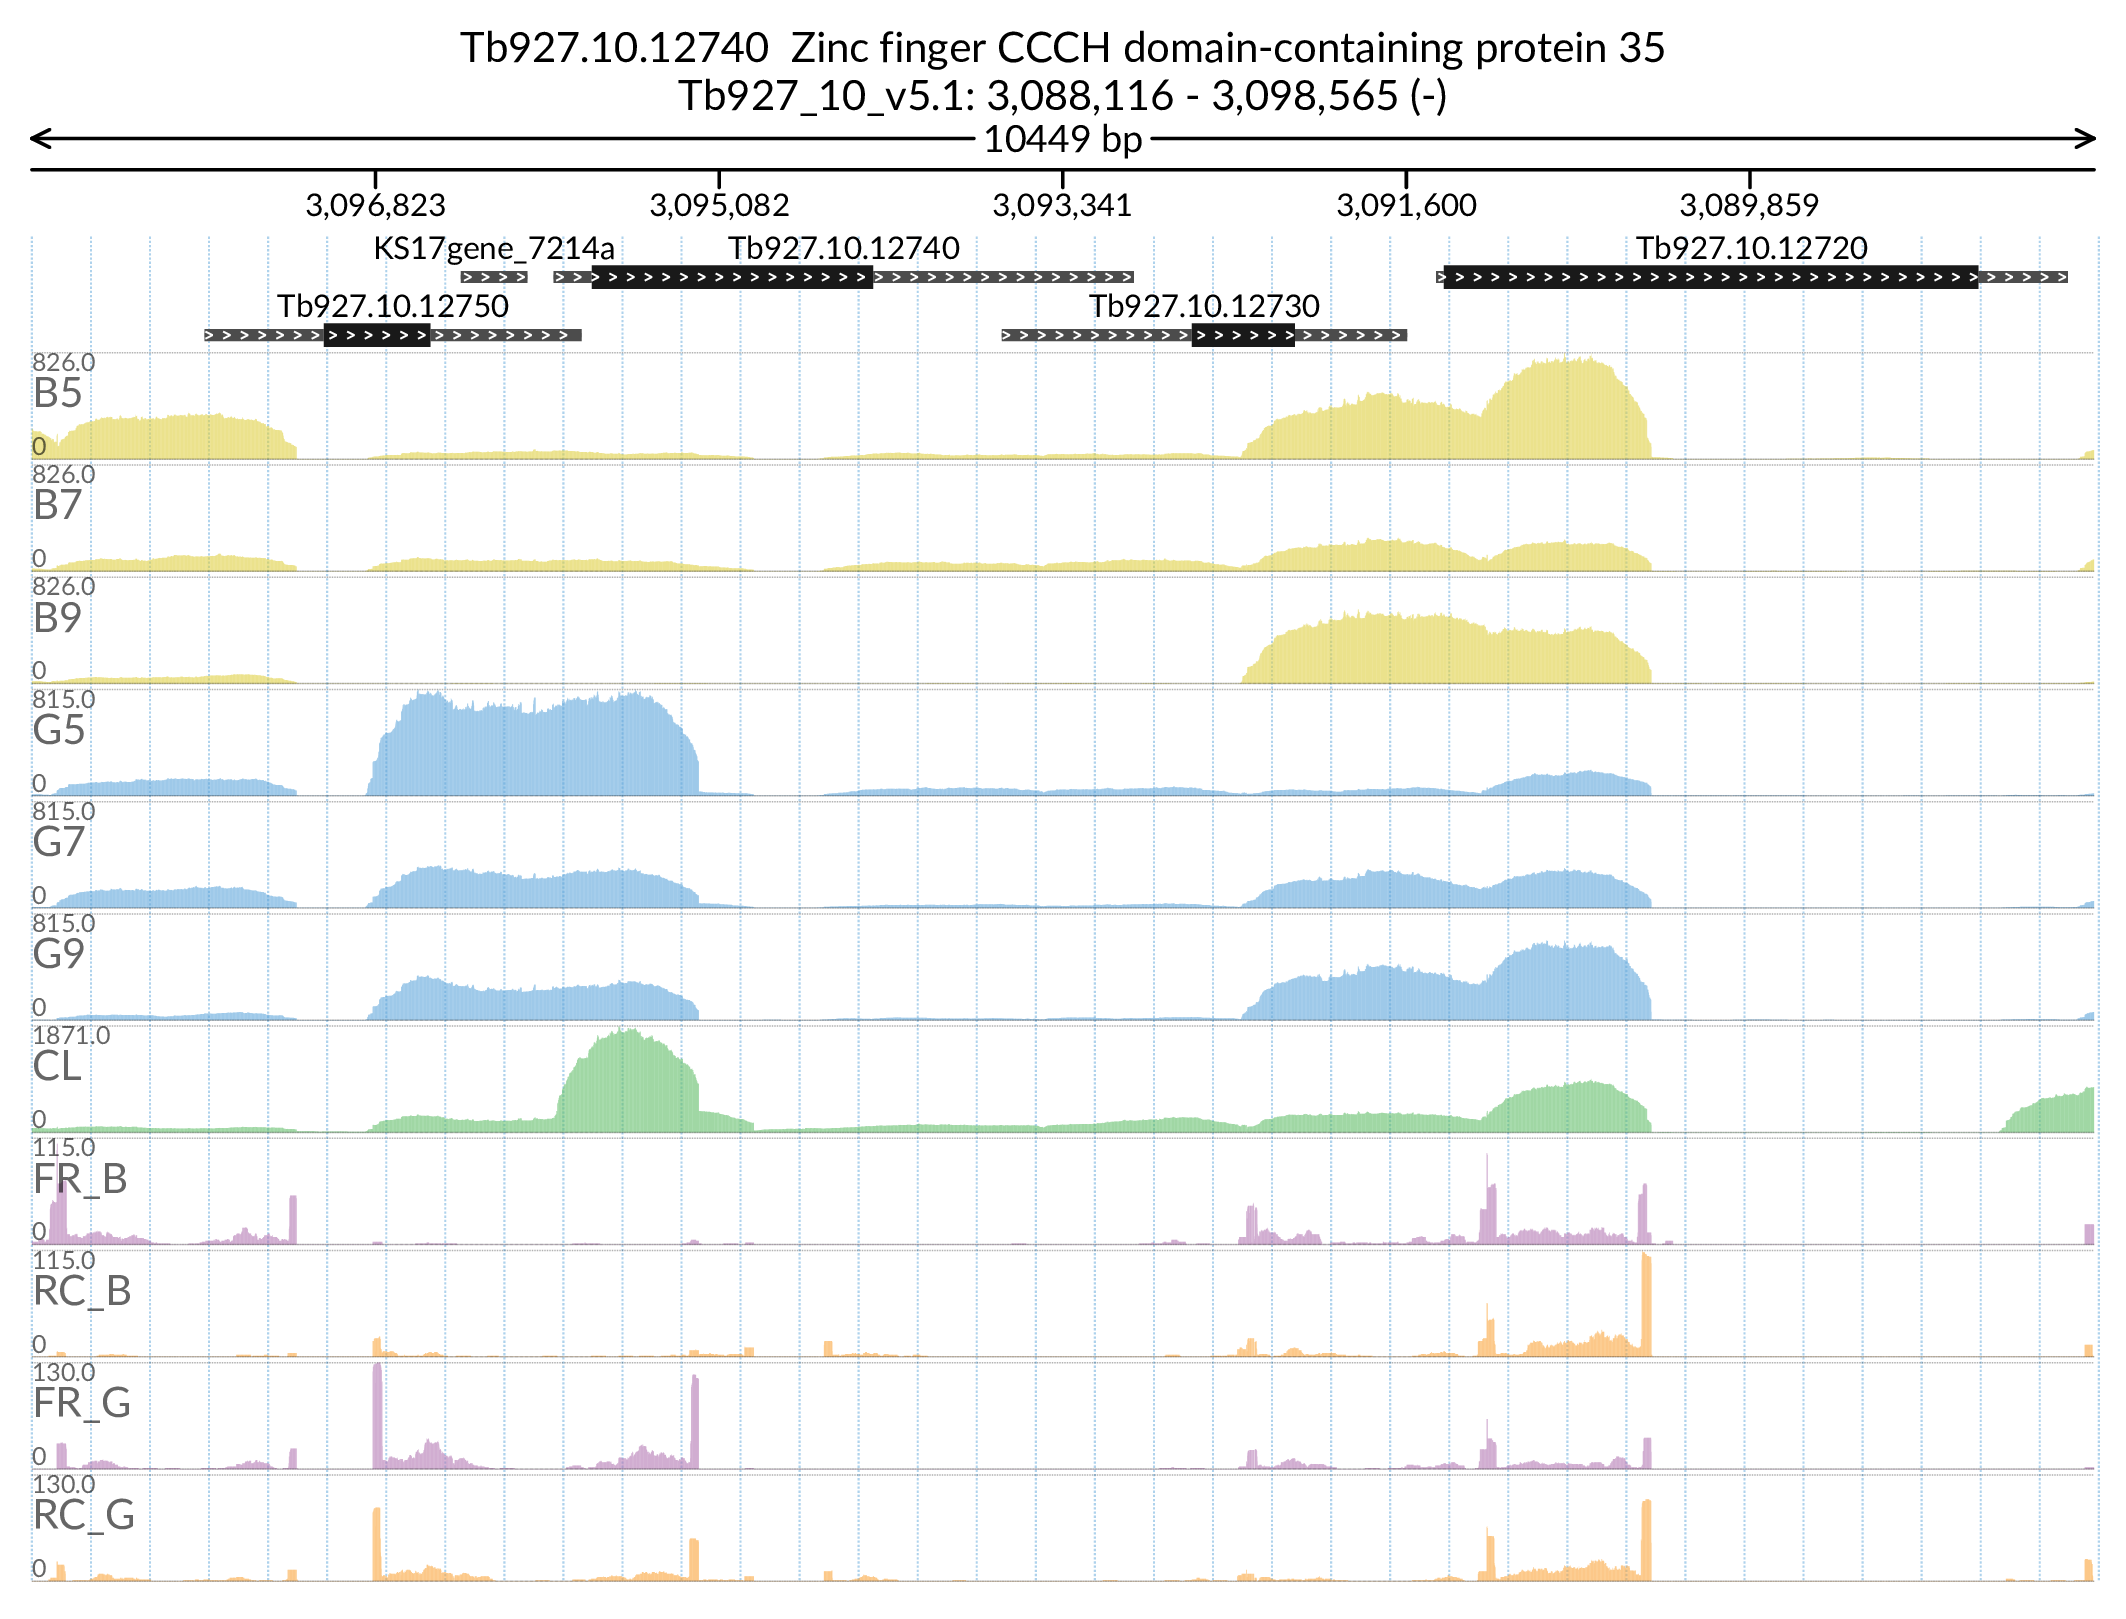 Tb927.10.12740  Zinc finger CCCH domain-containing protein 35
Tb927_10_v5.1: 3,088,116 - 3,098,565 (-)
10449 bp
3,096,823 3,095,082 3,093,341 3,091,600 3,089,859
KS17gene_7214a Tb927.10.12740 Tb927.10.12720
Tb927.10.12750 Tb927.10.12730
826.0
B5
0
826.0
B7
0
826.0
B9
0
815.0
G5
0
815.0
G7
0
815.0
G9
0
1871.0
CL
0
115.0
FR_B
0
115.0
RC_B
0
130.0
FR_G
0
130.0
RC_G
0